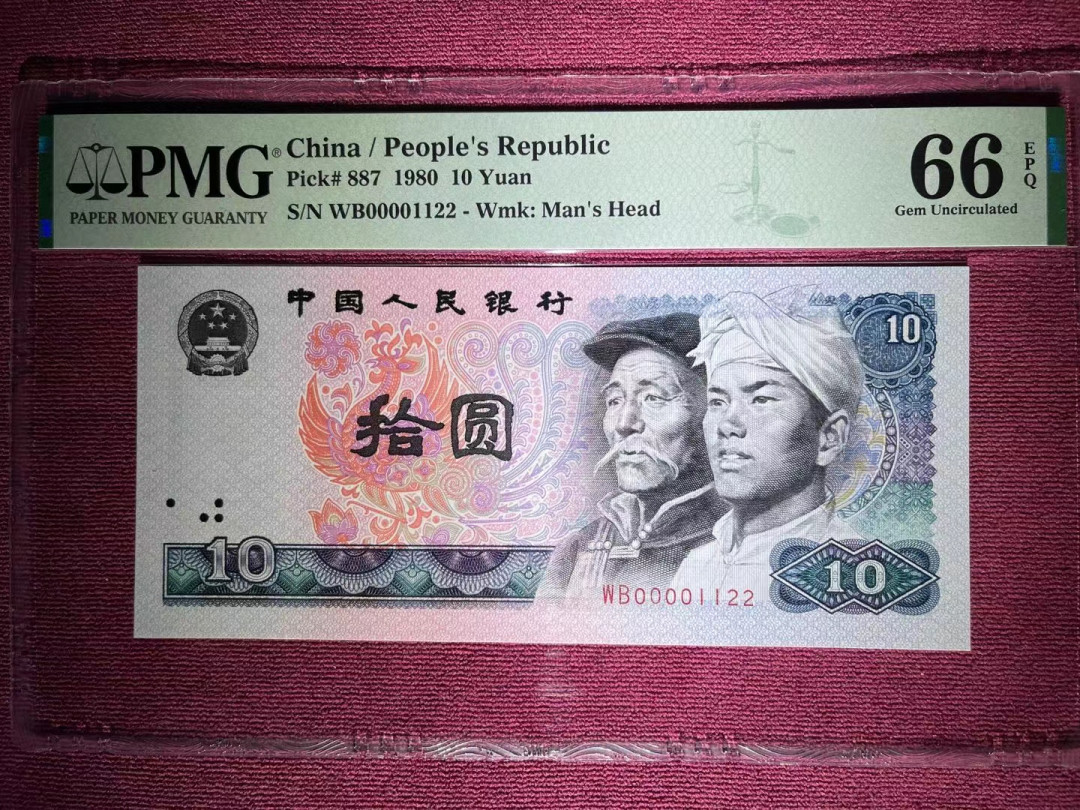 PMG®
PAPER MONEY GUARANTY
China / People's Republic
Pick# 887 1980 10 Yuan
S/N WB00001122 - Wmk: Man's Head
66
EPQ
Gem Uncirculated
中国人民银行
10
拾圆
10
WB00001122
10